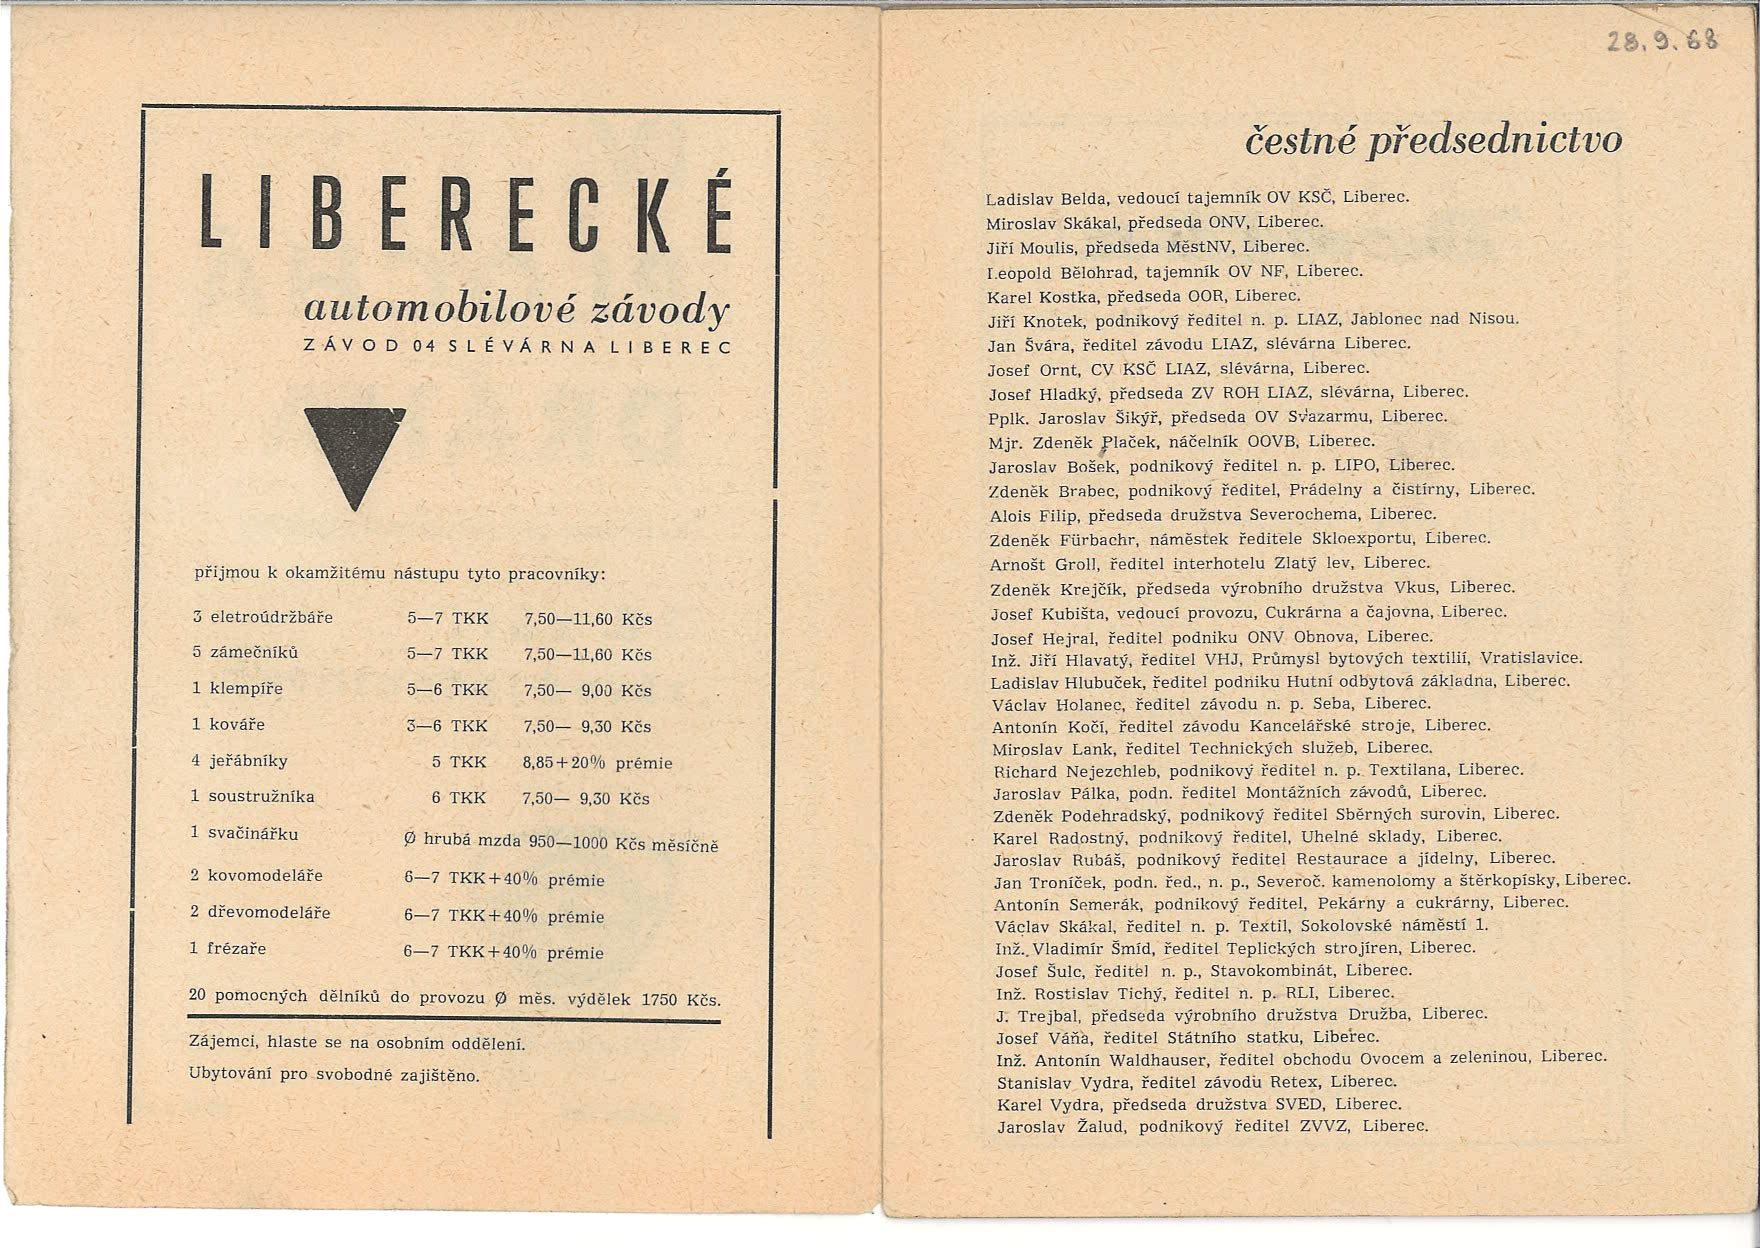 LIBERECKÉ
automobilové závody
ZÁVOD 04 SLÉVÁRNA LIBEREC
přijmou k okamžitému nástupu tyto pracovníky:
3 eletroúdržbáře 5—7 TKK 7,50—11,60 Kčs
5 zámečníků 5—7 TKK 7,50—11,60 Kčs
1 klempíře 5—6 TKK 7,50— 9,00 Kčs
1 kováře 3—6 TKK 7,50— 9,30 Kčs
4 jeřábníky 5 TKK 8,85+20% prémie
1 soustružníka 6 TKK 7,50— 9,30 Kčs
1 svačinářku Ø hrubá mzda 950—1000 Kčs měsíčně
2 kovomodeláře 6—7 TKK+40% prémie
2 dřevomodeláře 6—7 TKK+40% prémie
1 frézaře 6—7 TKK+40% prémie
20 pomocných dělníků do provozu Ø měs. výdělek 1750 Kčs.
Zájemci, hlaste se na osobním oddělení.
Ubytování pro svobodné zajištěno.
28.9.68
čestné předsednictvo
Ladislav Belda, vedoucí tajemník OV KSČ, Liberec.
Miroslav Skákal, předseda ONV, Liberec.
Jiří Moulis, předseda MěstNV, Liberec.
Leopold Bělohrad, tajemník OV NF, Liberec.
Karel Kostka, předseda OOR, Liberec.
Jiří Knotek, podnikový ředitel n. p. LIAZ, Jablonec nad Nisou.
Jan Švára, ředitel závodu LIAZ, slévárna Liberec.
Josef Ornt, CV KSČ LIAZ, slévárna, Liberec.
Josef Hladký, předseda ZV ROH LIAZ, slévárna, Liberec.
Pplk. Jaroslav Šikýř, předseda OV Svazarmu, Liberec.
Mjr. Zdeněk Plaček, náčelník OOVB, Liberec.
Jaroslav Bošek, podnikový ředitel n. p. LIPO, Liberec.
Zdeněk Brabec, podnikový ředitel, Prádelny a čistírny, Liberec.
Alois Filip, předseda družstva Severochema, Liberec.
Zdeněk Fürbachr, náměstek ředitele Skloexportu, Liberec.
Arnošt Groll, ředitel interhotelu Zlatý lev, Liberec.
Zdeněk Krejčík, předseda výrobního družstva Vkus, Liberec.
Josef Kubišta, vedoucí provozu, Cukrárna a čajovna, Liberec.
Josef Hejral, ředitel podniku ONV Obnova, Liberec.
Inž. Jiří Hlavatý, ředitel VHJ, Průmysl bytových textilií, Vratislavice.
Ladislav Hlubuček, ředitel podniku Hutní odbytová základna, Liberec.
Václav Holanec, ředitel závodu n. p. Seba, Liberec.
Antonín Kočí, ředitel závodu Kancelářské stroje, Liberec.
Miroslav Lank, ředitel Technických služeb, Liberec.
Richard Nejezchleb, podnikový ředitel n. p. Textilana, Liberec.
Jaroslav Pálka, podn. ředitel Montážních závodů, Liberec.
Zdeněk Podehradský, podnikový ředitel Sběrných surovin, Liberec.
Karel Radostný, podnikový ředitel, Uhelné sklady, Liberec.
Jaroslav Rubáš, podnikový ředitel Restaurace a jídelny, Liberec.
Jan Troníček, podn. řed., n. p., Severoč. kamenolomy a štěrkopísky, Liberec.
Antonín Semerák, podnikový ředitel, Pekárny a cukrárny, Liberec.
Václav Skákal, ředitel n. p. Textil, Sokolovské náměstí 1.
Inž. Vladimír Šmíd, ředitel Teplických strojíren, Liberec.
Josef Šulc, ředitel n. p., Stavokombinát, Liberec.
Inž. Rostislav Tichý, ředitel n. p. RLI, Liberec.
J. Trejbal, předseda výrobního družstva Družba, Liberec.
Josef Váňa, ředitel Státního statku, Liberec.
Inž. Antonín Waldhauser, ředitel obchodu Ovocem a zeleninou, Liberec.
Stanislav Vydra, ředitel závodu Retex, Liberec.
Karel Vydra, předseda družstva SVED, Liberec.
Jaroslav Žalud, podnikový ředitel ZVVZ, Liberec.